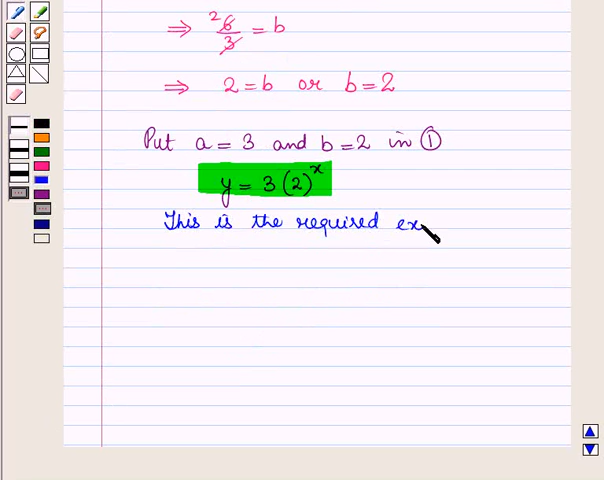 ⇒ ²6/3 = b
⇒ 2 = b or b = 2
Put a = 3 and b = 2 in ①
y = 3(2)ˣ
This is the required ex